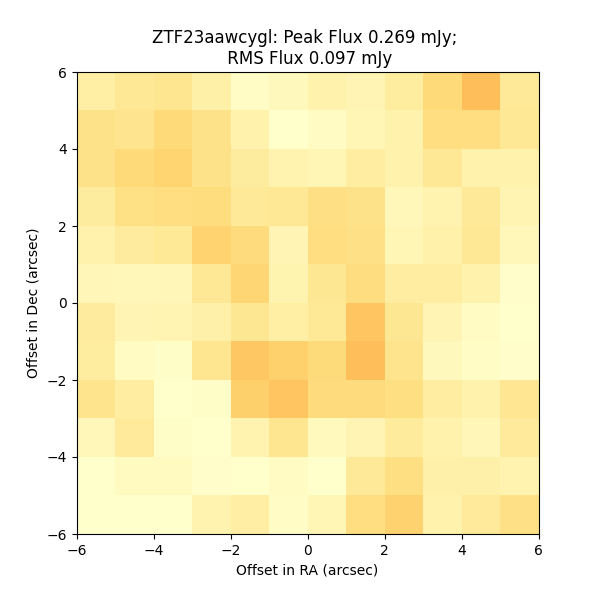 ZTF23aawcygl: Peak Flux 0.269 mJy;
RMS Flux 0.097 mJy
6
4
2
0
−2
−4
−6
Offset in Dec (arcsec)
−6 −4 −2 0 2 4 6
Offset in RA (arcsec)